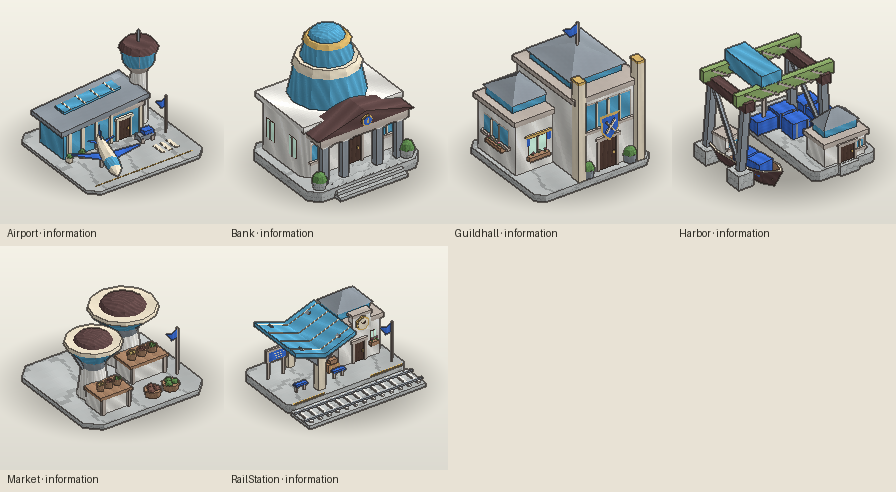 Airport·information
Bank·information
Guildhall·information
Harbor·information
Market·information
RailStation·information